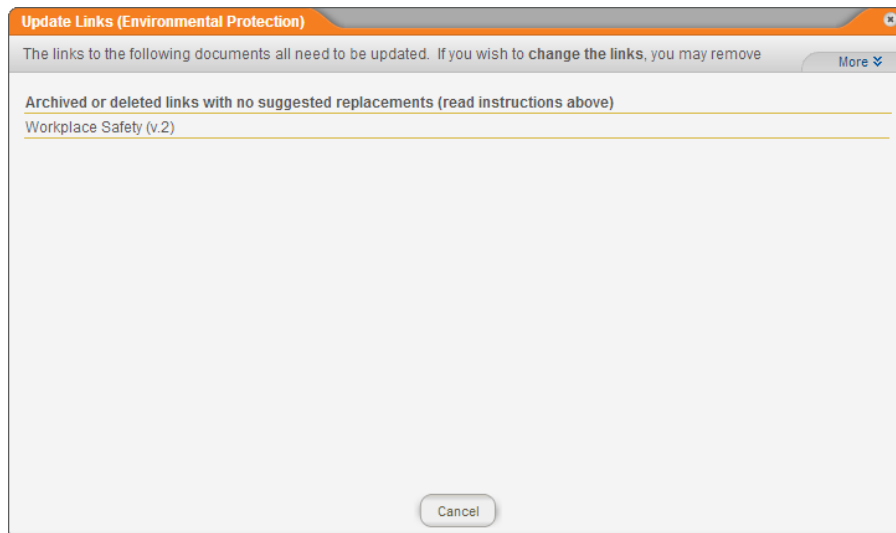 Update Links (Environmental Protection)
The links to the following documents all need to be updated. If you wish to change the links, you may remove
More
Archived or deleted links with no suggested replacements (read instructions above)
Workplace Safety (v.2)
Cancel